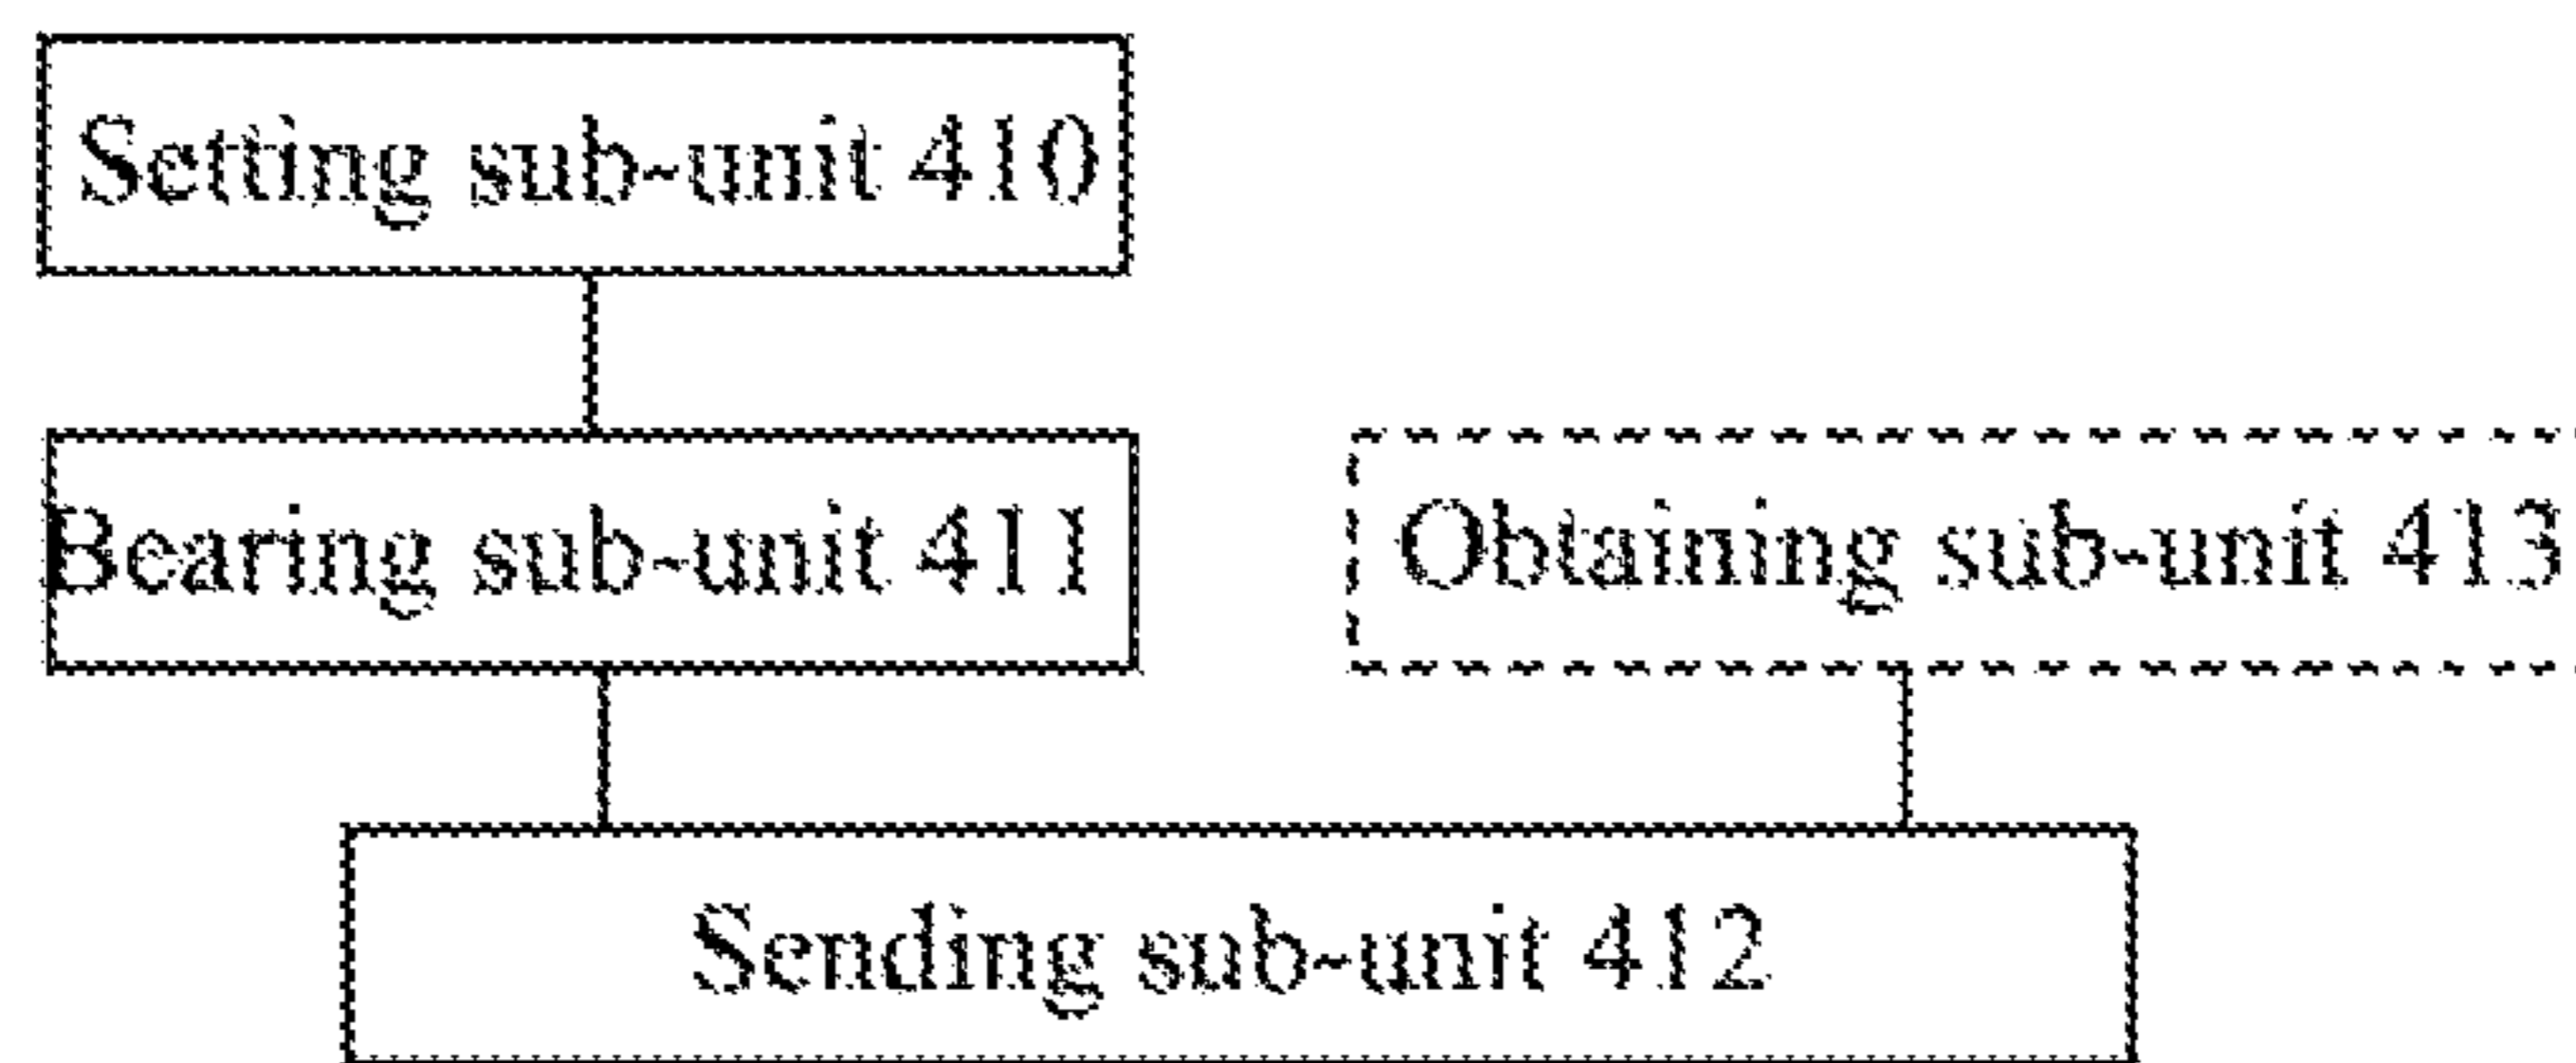 Setting sub-unit 410
Bearing sub-unit 411
Obtaining sub-unit 413
Sending sub-unit 412